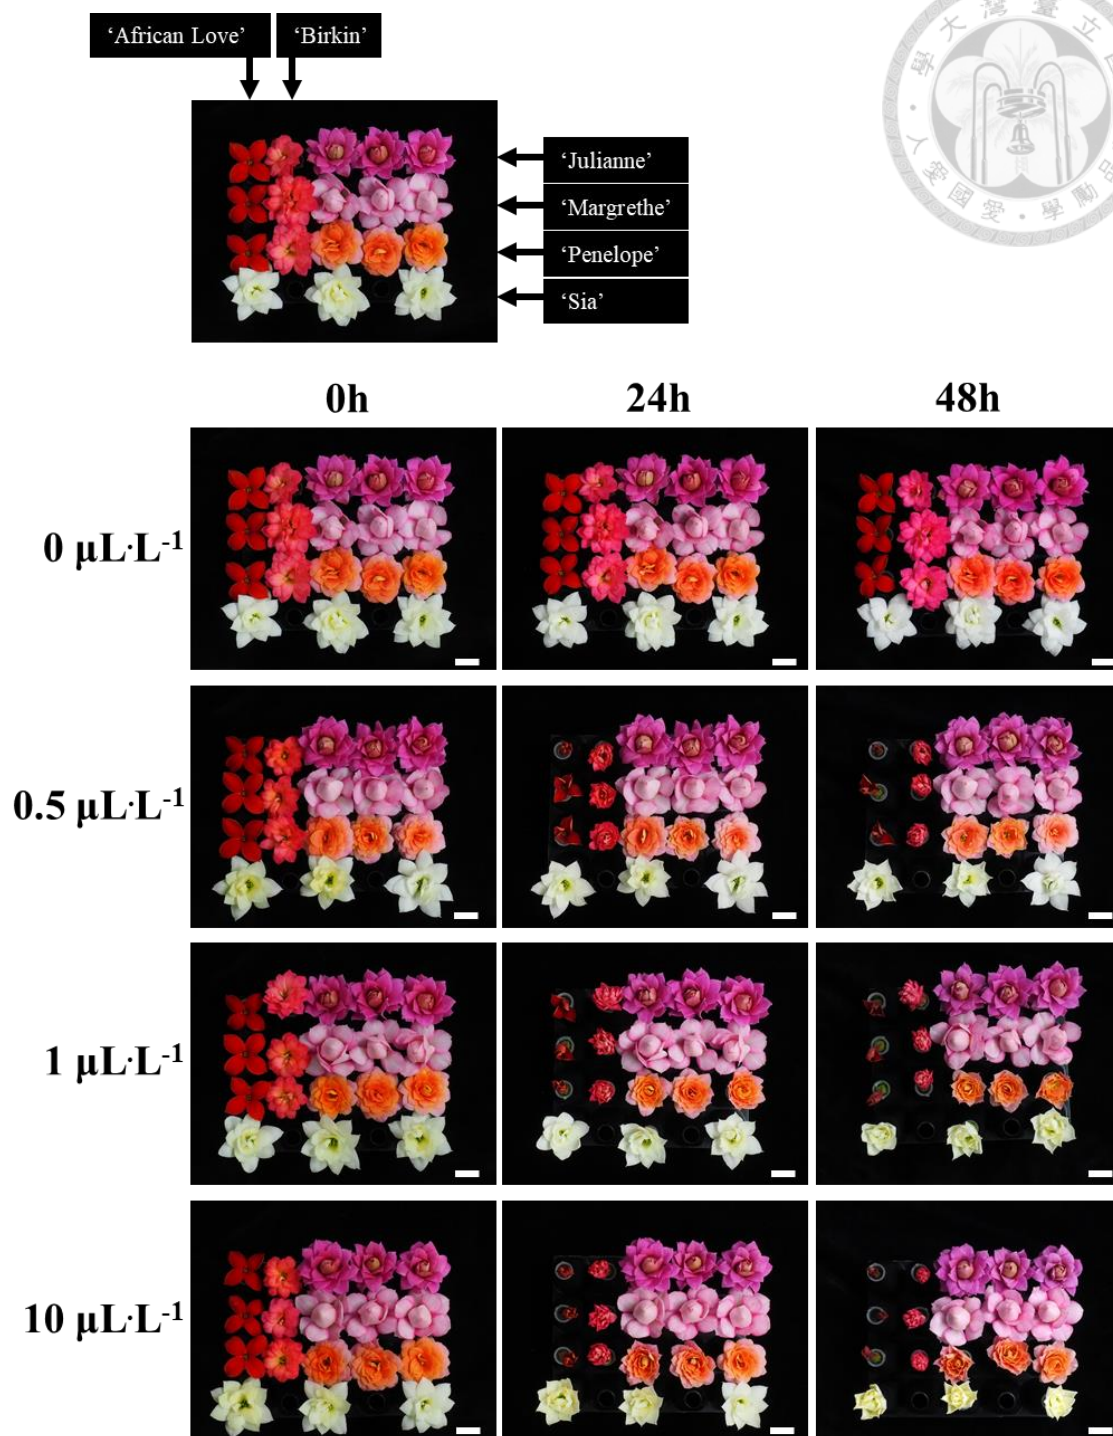 ‘African Love’ ‘Birkin’
‘Julianne’
‘Margrethe’
‘Penelope’
‘Sia’
0h 24h 48h
0 μL·L⁻¹
0.5 μL·L⁻¹
1 μL·L⁻¹
10 μL·L⁻¹